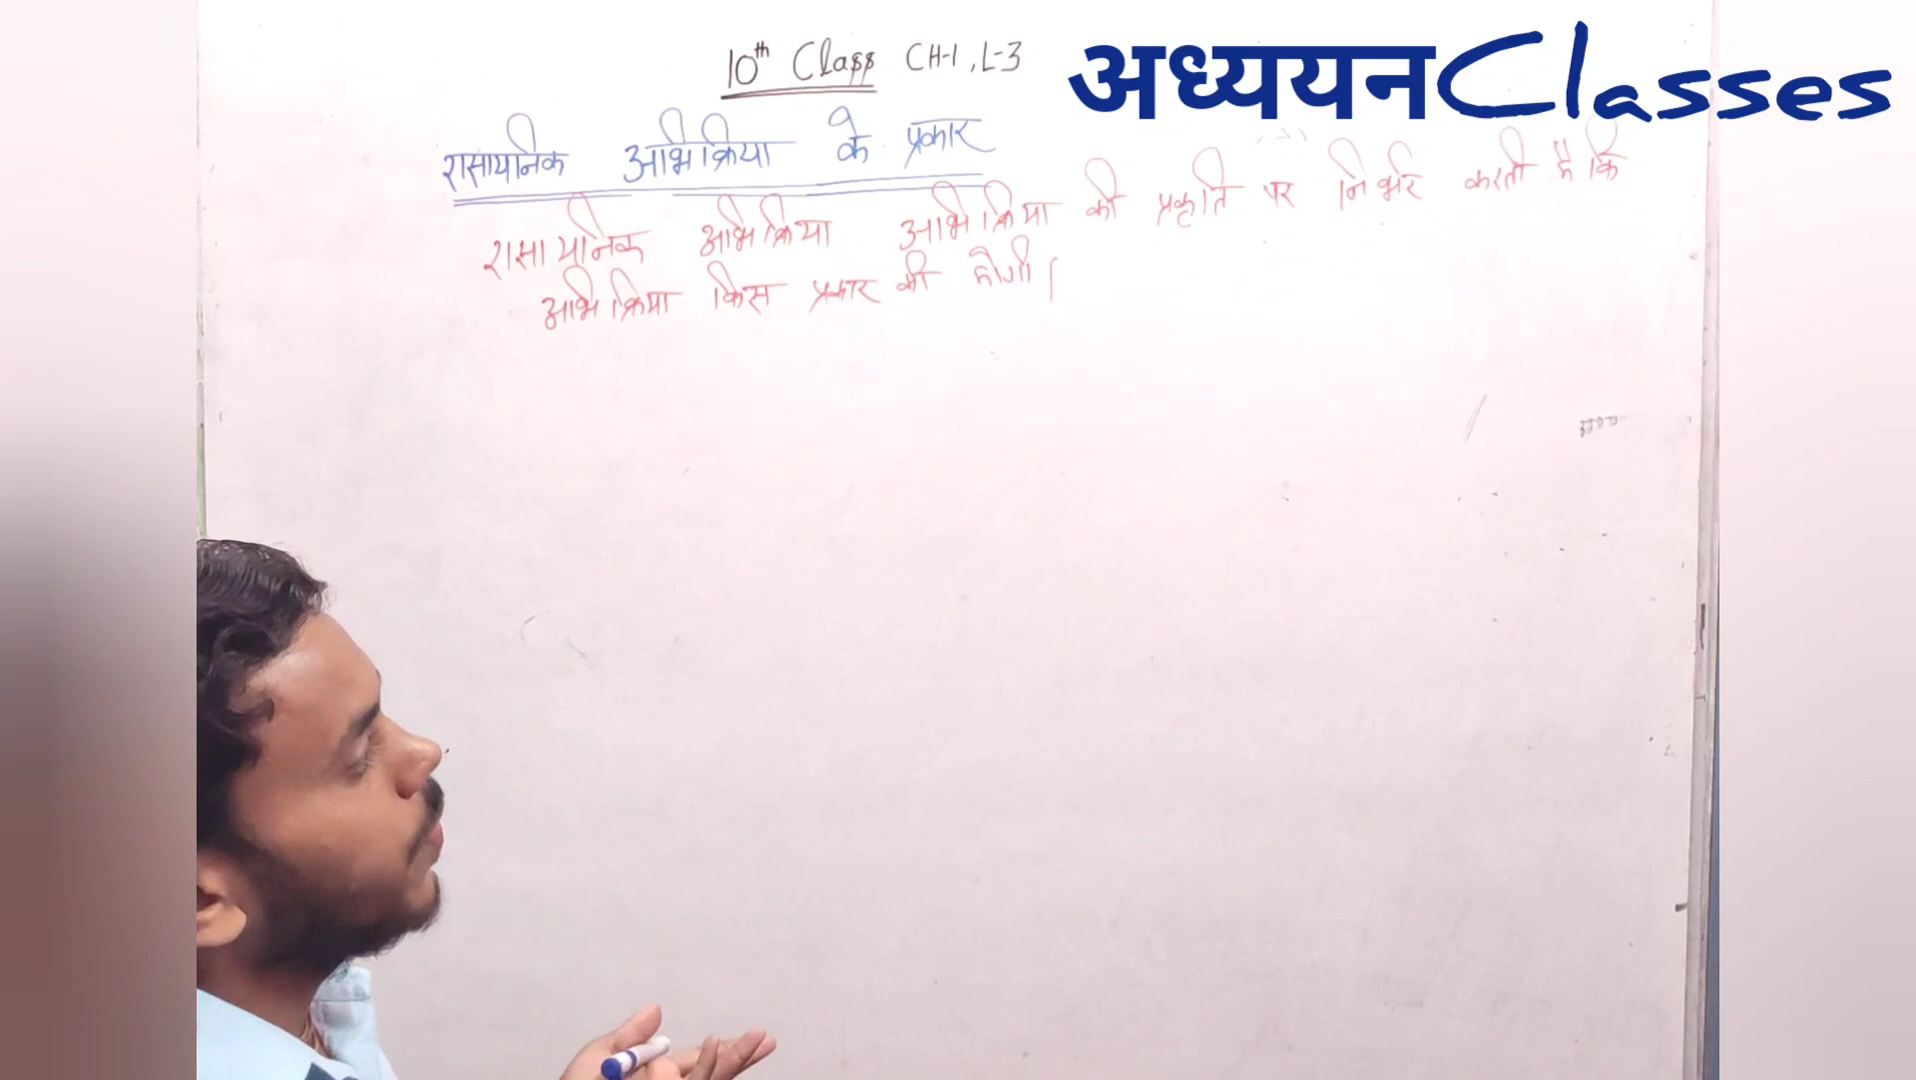 10th Class CH-1, L-3
अध्ययनClasses
रासायनिक अभिक्रिया के प्रकार
रासायनिक अभिक्रिया अभिक्रिया की प्रकृति पर निर्भर करती है कि
अभिक्रिया किस प्रकार की होगी।